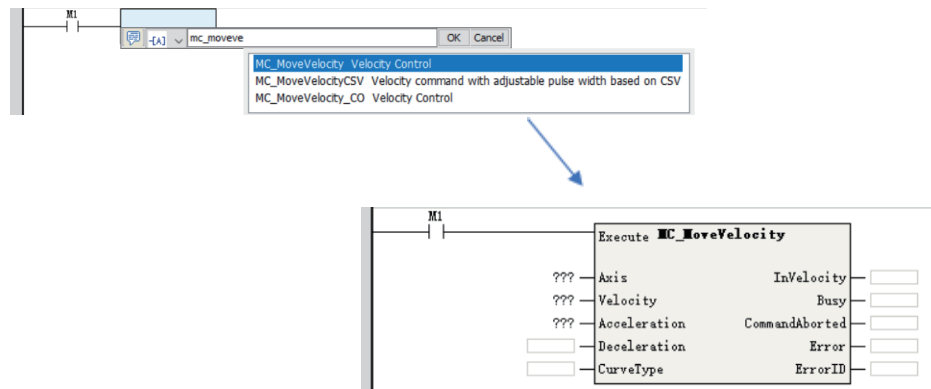 M1
-[A] mc_moveve OK Cancel
MC_MoveVelocity Velocity Control
MC_MoveVelocityCSV Velocity command with adjustable pulse width based on CSV
MC_MoveVelocity_CO Velocity Control
M1
Execute MC_MoveVelocity
??? Axis InVelocity
??? Velocity Busy
??? Acceleration CommandAborted
Deceleration Error
CurveType ErrorID